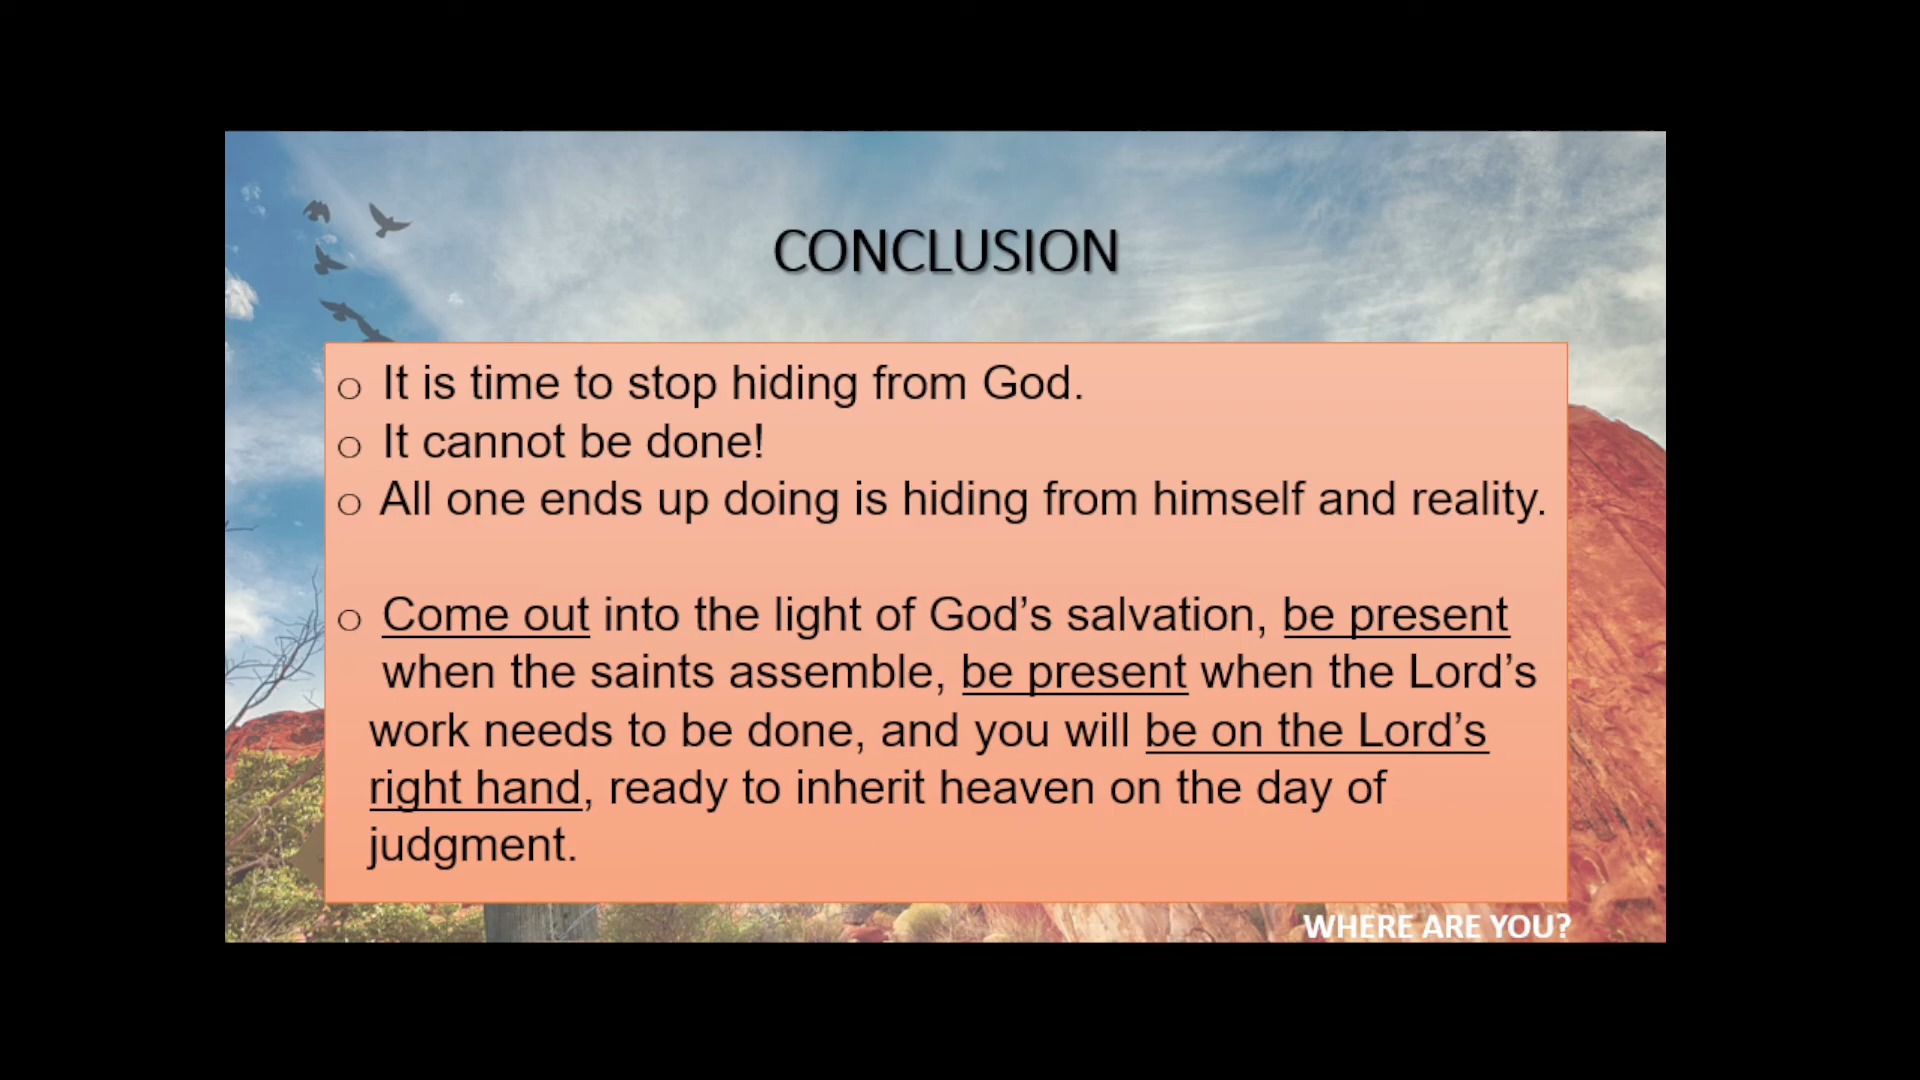 CONCLUSION
○ It is time to stop hiding from God.
○ It cannot be done!
○ All one ends up doing is hiding from himself and reality.
○ Come out into the light of God’s salvation, be present
when the saints assemble, be present when the Lord’s
work needs to be done, and you will be on the Lord’s
right hand, ready to inherit heaven on the day of
judgment.
WHERE ARE YOU?